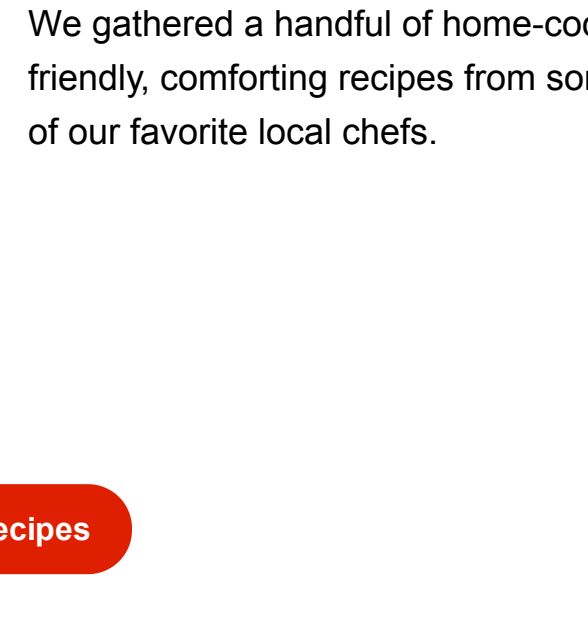 We gathered a handful of home-coo
friendly, comforting recipes from so
of our favorite local chefs.
ecipes